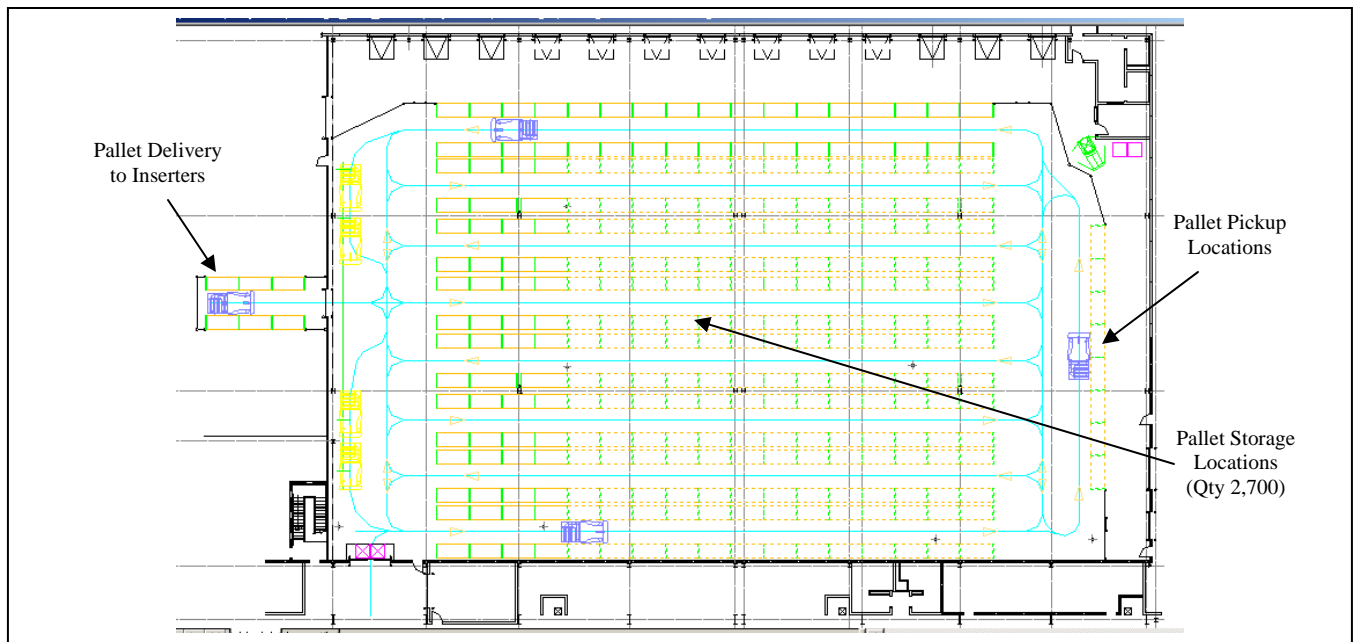 Pallet Delivery
to Inserters
Pallet Pickup
Locations
Pallet Storage
Locations
(Qty 2,700)